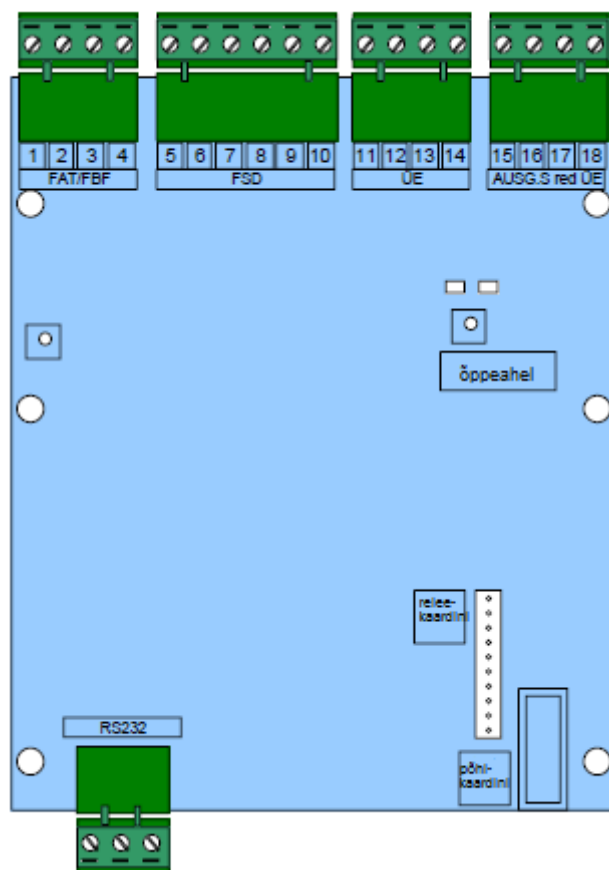 1 2 3 4 5 6 7 8 9 10 11 12 13 14 15 16 17 18
FAT/FBF FSD ÜE AUSG.S red ÜE
õppeahel
relee-
kaardini
RS232
põhi-
kaardini